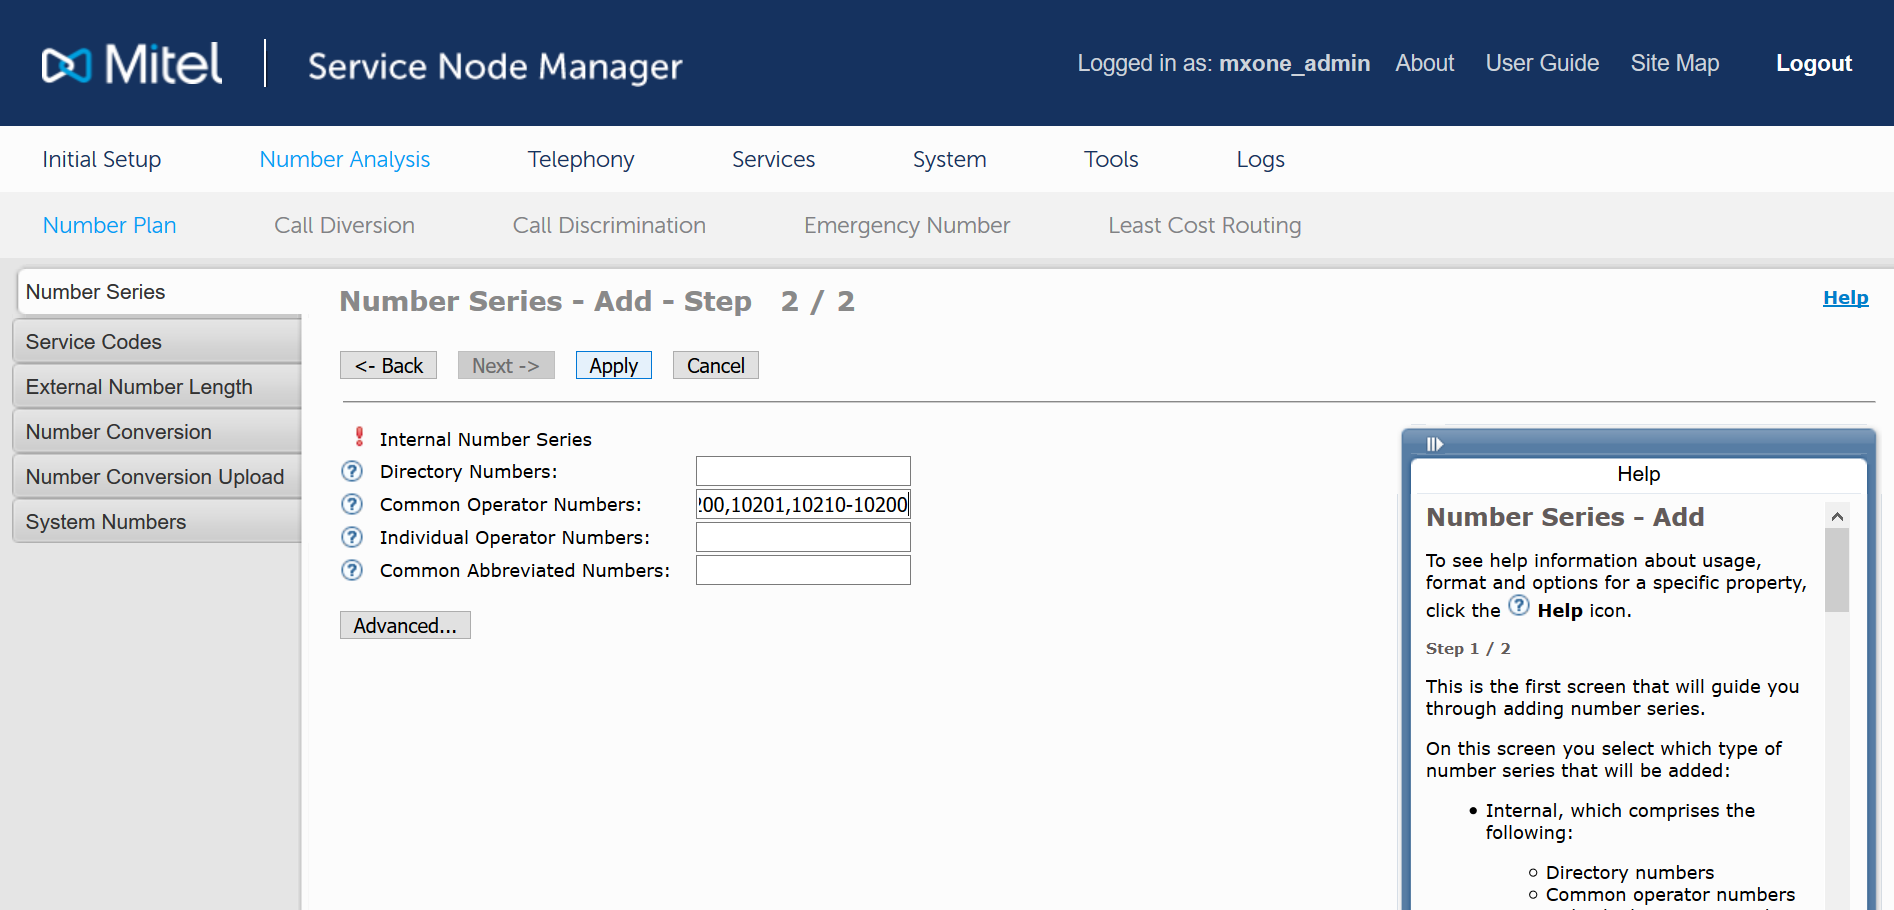 Mitel
Service Node Manager
Logged in as: mxone_admin
About
User Guide
Site Map
Logout
Initial Setup
Number Analysis
Telephony
Services
System
Tools
Logs
Number Plan
Call Diversion
Call Discrimination
Emergency Number
Least Cost Routing
Number Series
Service Codes
External Number Length
Number Conversion
Number Conversion Upload
System Numbers
Number Series - Add - Step 2 / 2
Help
<- Back
Next ->
Apply
Cancel
Internal Number Series
Directory Numbers:
Common Operator Numbers:
200,10201,10210-10200
Individual Operator Numbers:
Common Abbreviated Numbers:
Advanced...
Help
Number Series - Add
To see help information about usage,
format and options for a specific property,
click the ? Help icon.
Step 1 / 2
This is the first screen that will guide you
through adding number series.
On this screen you select which type of
number series that will be added:
• Internal, which comprises the
following:
Directory numbers
Common operator numbers